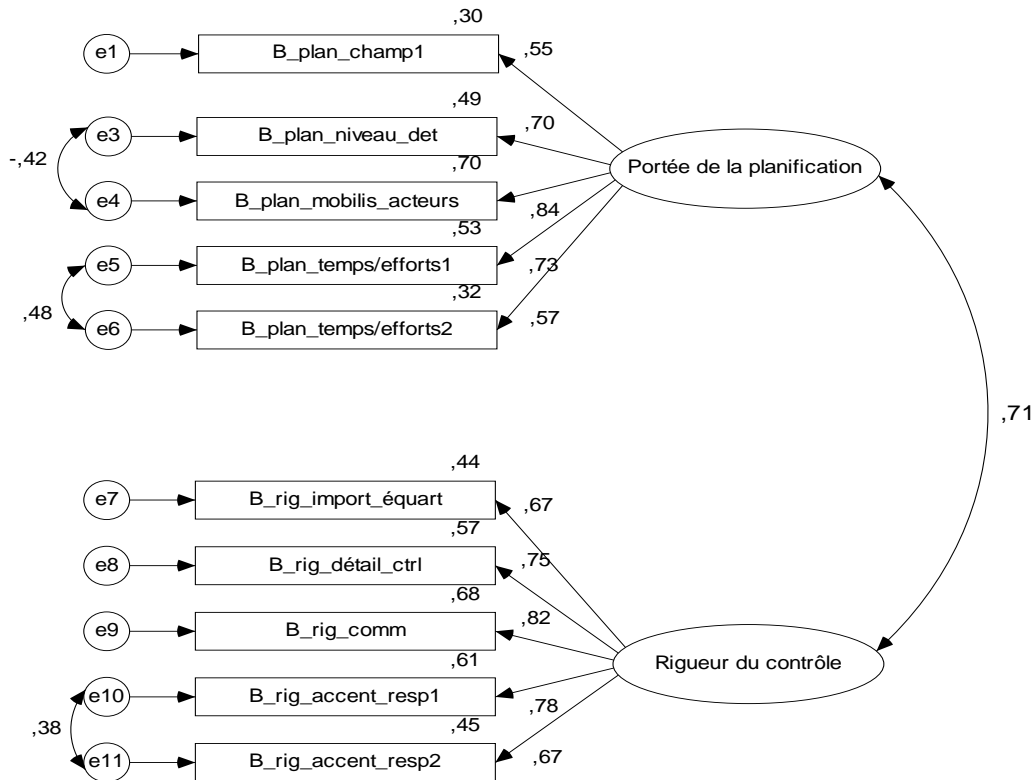 ,30
e1
B_plan_champ1
,55
,49
e3
B_plan_niveau_det
,70
-,42
,70
Portée de la planification
e4
B_plan_mobilis_acteurs
,84
,53
e5
B_plan_temps/efforts1
,73
,32
,48
e6
B_plan_temps/efforts2
,57
,71
,44
e7
B_rig_import_équart
,67
,57
e8
B_rig_détail_ctrl
,75
,68
e9
B_rig_comm
,82
,61
Rigueur du contrôle
e10
B_rig_accent_resp1
,78
,38
,45
e11
B_rig_accent_resp2
,67